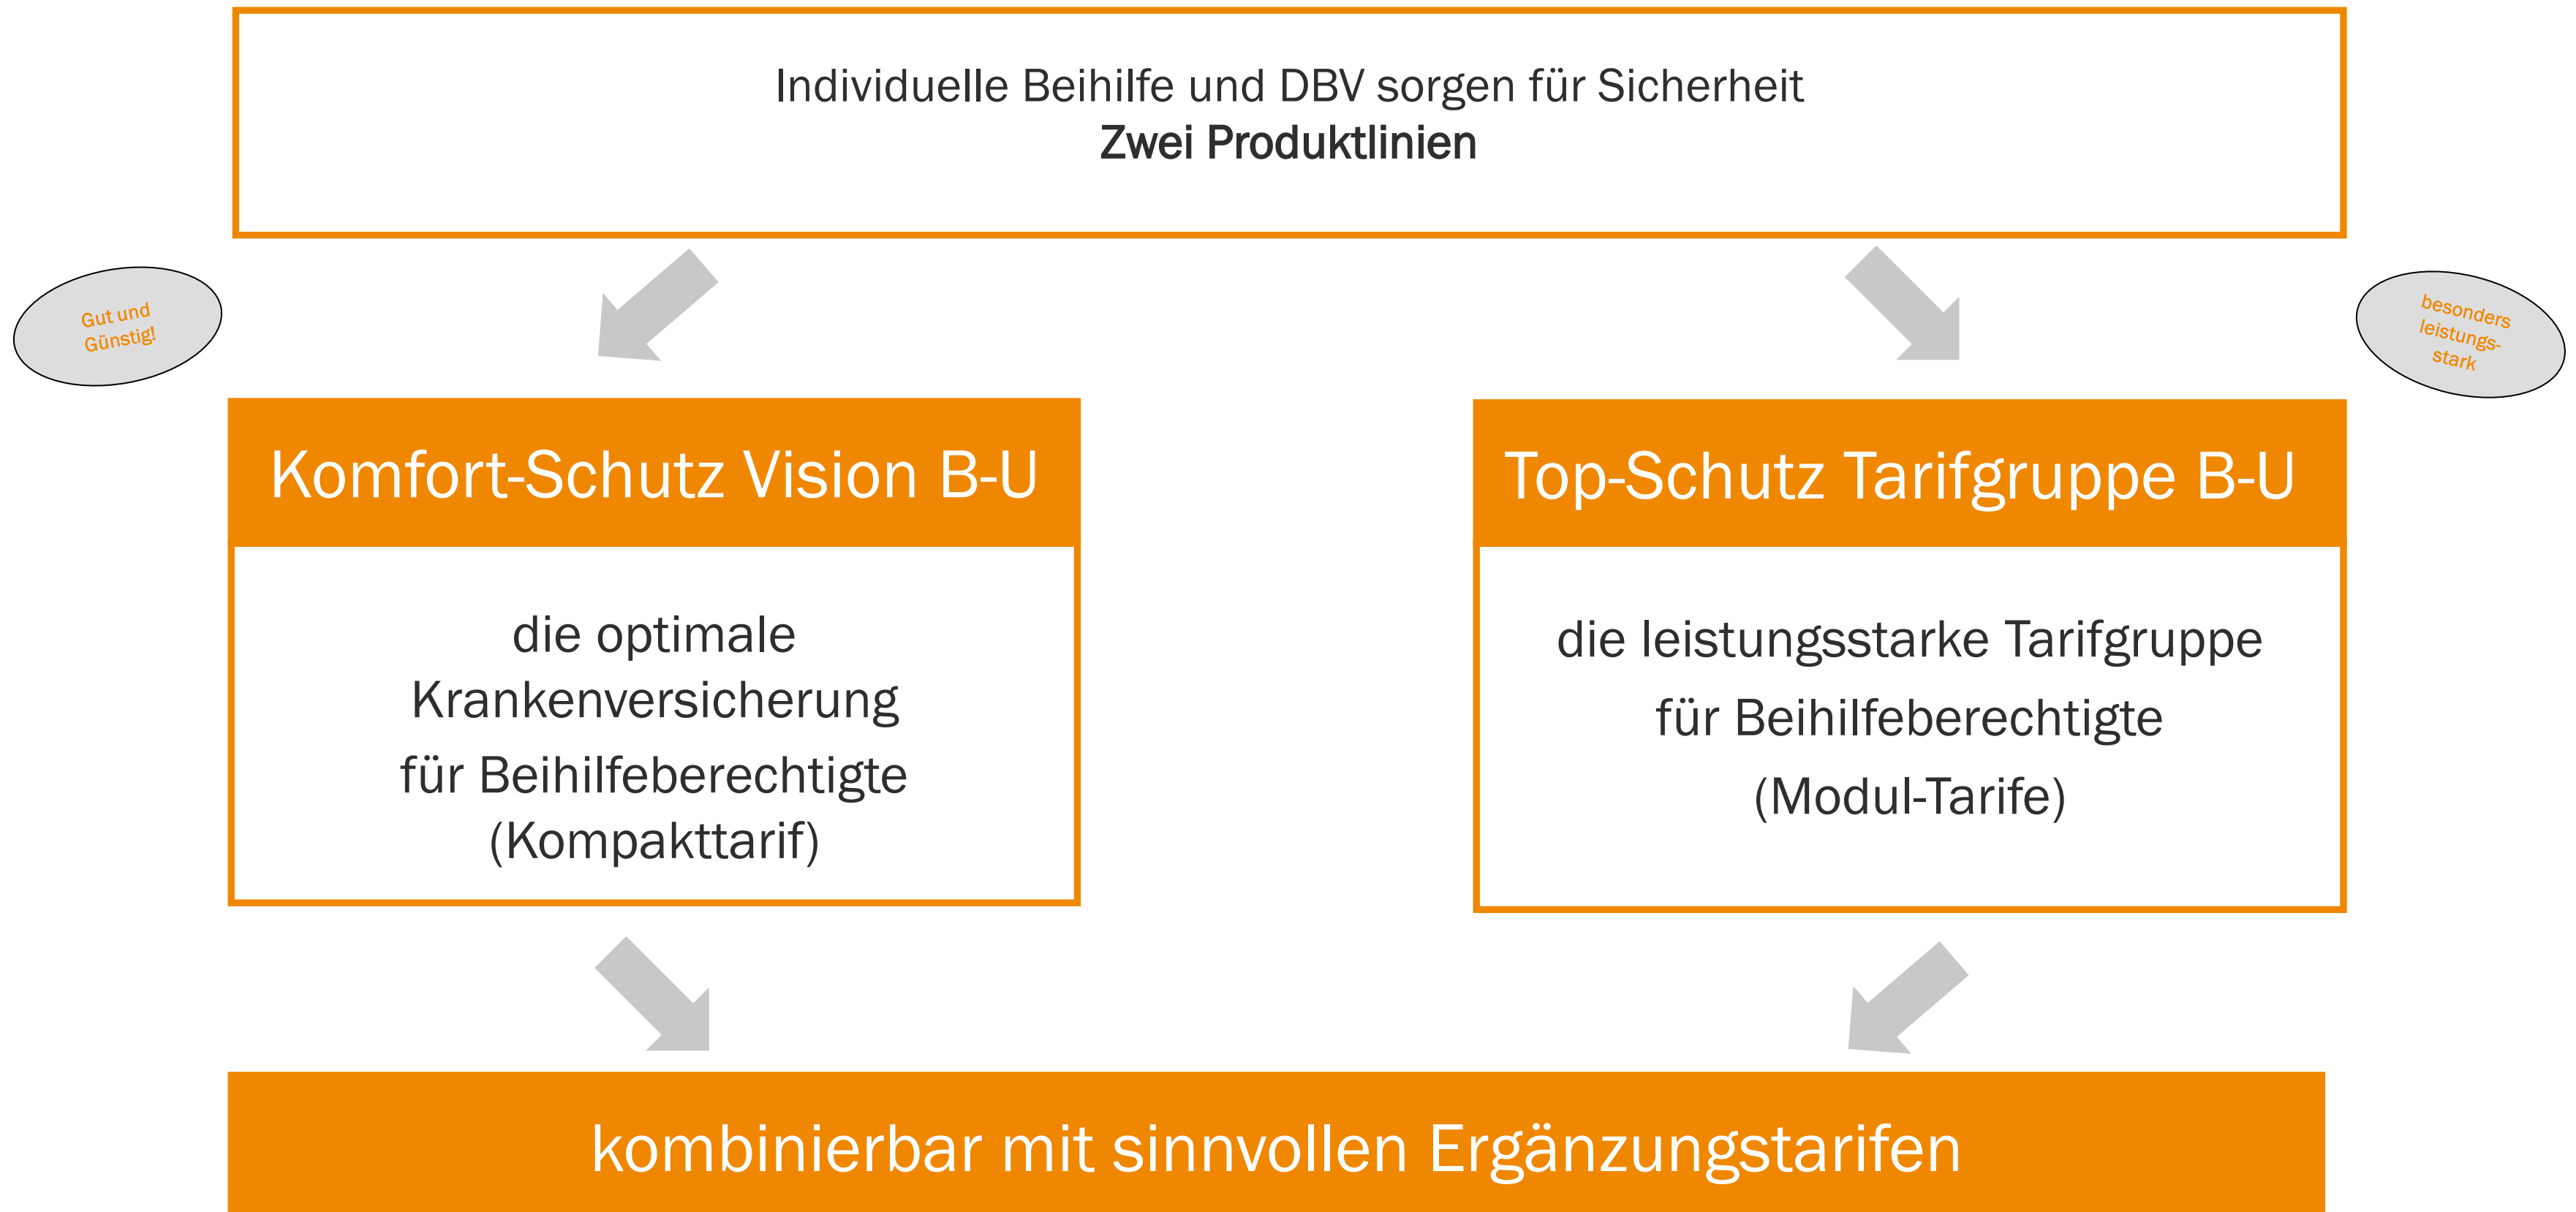 Individuelle Beihilfe und DBV sorgen für Sicherheit
Zwei Produktlinien
Gut und
Günstig!
besonders
leistungs-
stark
Komfort-Schutz Vision B-U
die optimale
Krankenversicherung
für Beihilfeberechtigte
(Kompakttarif)
Top-Schutz Tarifgruppe B-U
die leistungsstarke Tarifgruppe
für Beihilfeberechtigte
(Modul-Tarife)
kombinierbar mit sinnvollen Ergänzungstarifen